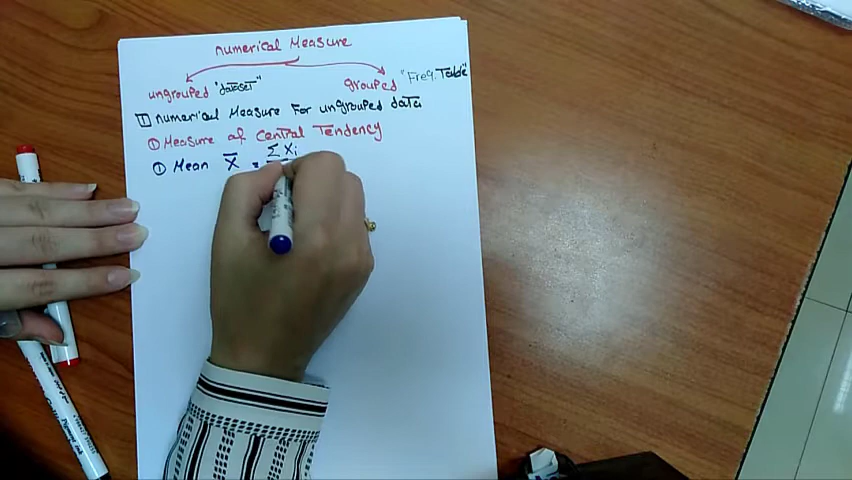 numerical Measure
ungrouped "dataset" grouped "Freq. Table"
1 numerical Measure For ungrouped data
1 Measure of Central Tendency
1 Mean X̄ = Σ Xi